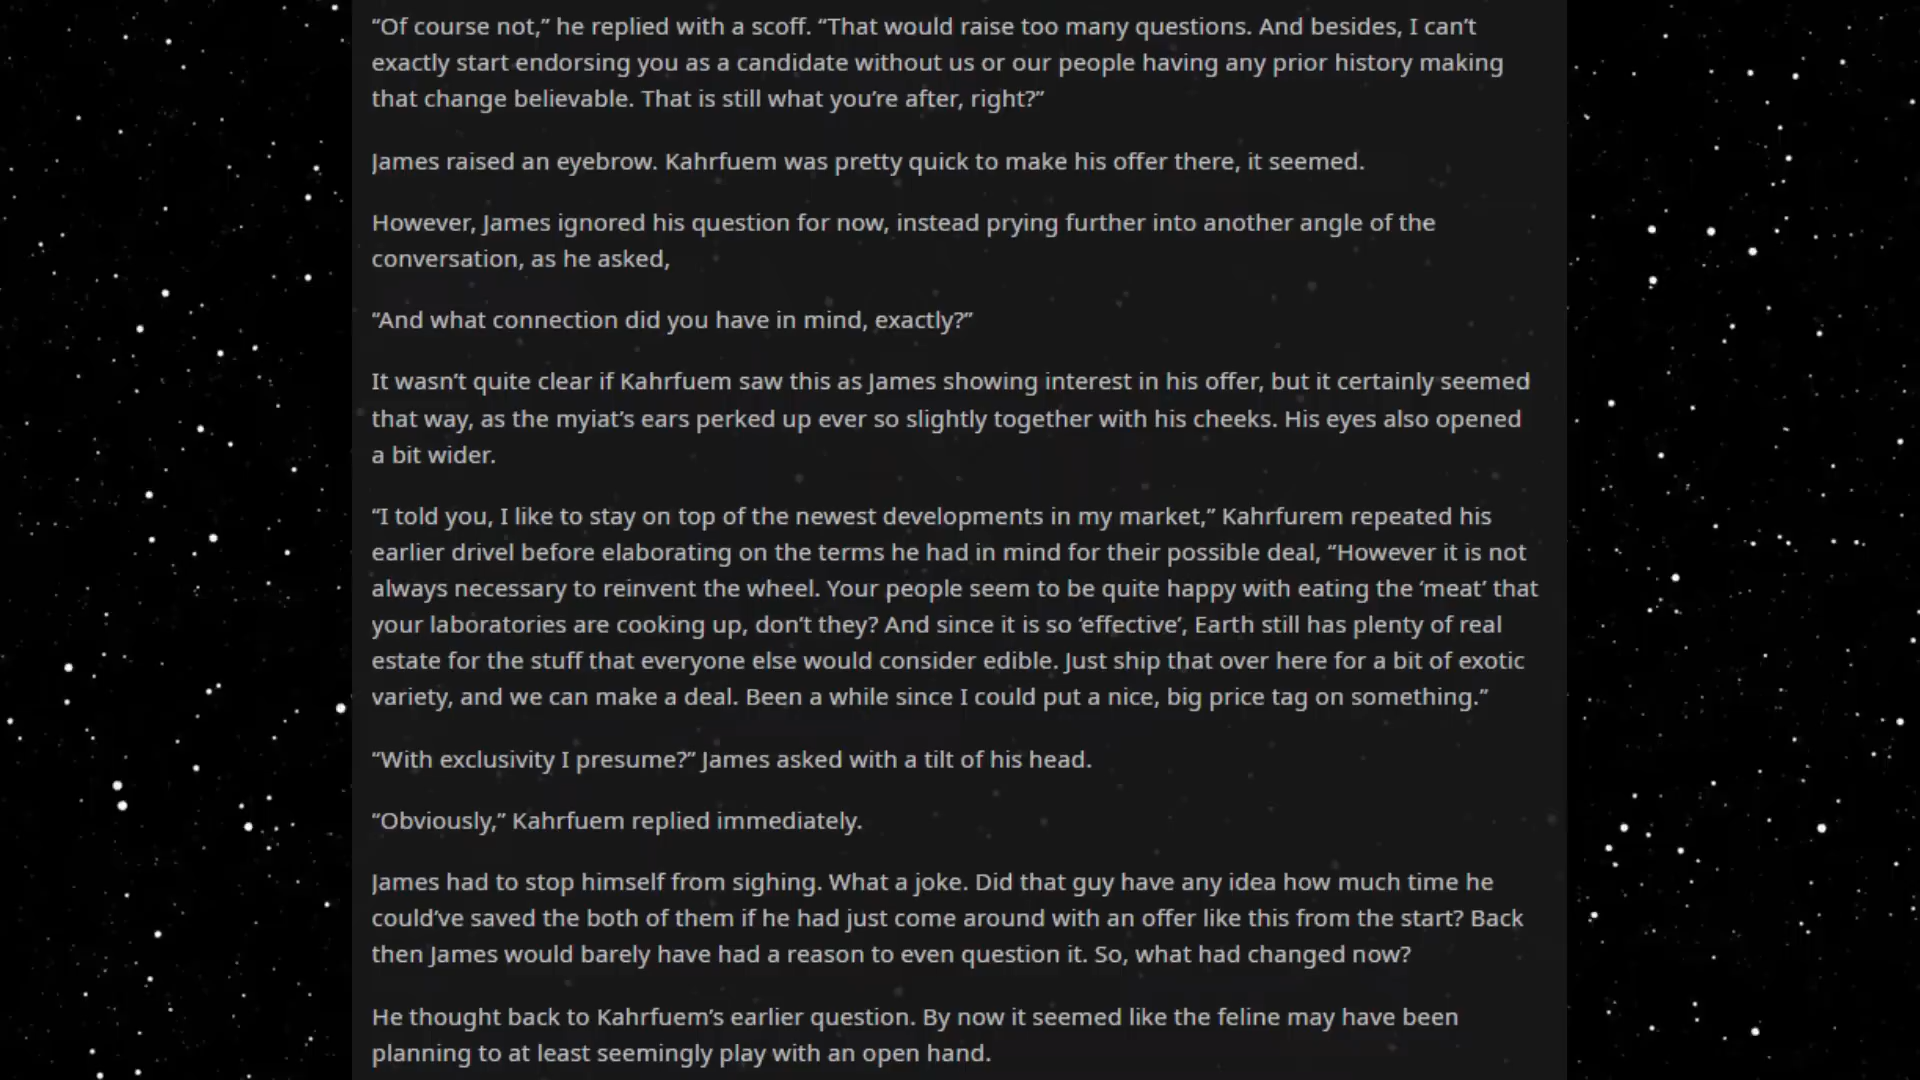 “Of course not,” he replied with a scoff. “That would raise too many questions. And besides, I can’t
exactly start endorsing you as a candidate without us or our people having any prior history making
that change believable. That is still what you’re after, right?”
James raised an eyebrow. Kahrfuem was pretty quick to make his offer there, it seemed.
However, James ignored his question for now, instead prying further into another angle of the
conversation, as he asked,
“And what connection did you have in mind, exactly?”
It wasn’t quite clear if Kahrfuem saw this as James showing interest in his offer, but it certainly seemed
that way, as the myiat’s ears perked up ever so slightly together with his cheeks. His eyes also opened
a bit wider.
“I told you, I like to stay on top of the newest developments in my market,” Kahrfurem repeated his
earlier drivel before elaborating on the terms he had in mind for their possible deal, “However it is not
always necessary to reinvent the wheel. Your people seem to be quite happy with eating the ‘meat’ that
your laboratories are cooking up, don’t they? And since it is so ‘effective’, Earth still has plenty of real
estate for the stuff that everyone else would consider edible. Just ship that over here for a bit of exotic
variety, and we can make a deal. Been a while since I could put a nice, big price tag on something.”
“With exclusivity I presume?” James asked with a tilt of his head.
“Obviously,” Kahrfuem replied immediately.
James had to stop himself from sighing. What a joke. Did that guy have any idea how much time he
could’ve saved the both of them if he had just come around with an offer like this from the start? Back
then James would barely have had a reason to even question it. So, what had changed now?
He thought back to Kahrfuem’s earlier question. By now it seemed like the feline may have been
planning to at least seemingly play with an open hand.